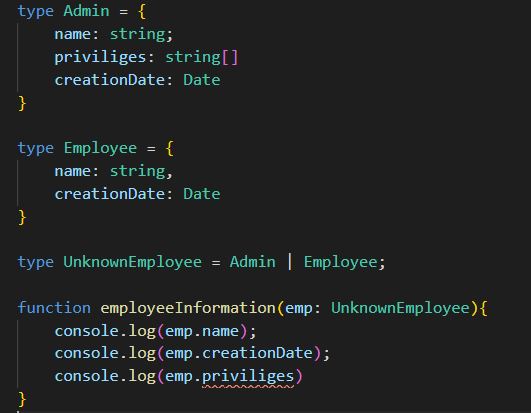 type Admin = {
    name: string;
    priviliges: string[]
    creationDate: Date
}

type Employee = {
    name: string,
    creationDate: Date
}

type UnknownEmployee = Admin | Employee;

function employeeInformation(emp: UnknownEmployee){
    console.log(emp.name);
    console.log(emp.creationDate);
    console.log(emp.priviliges)
}